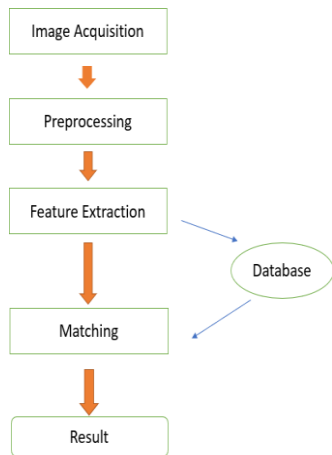 Image Acquisition
Preprocessing
Feature Extraction
Database
Matching
Result